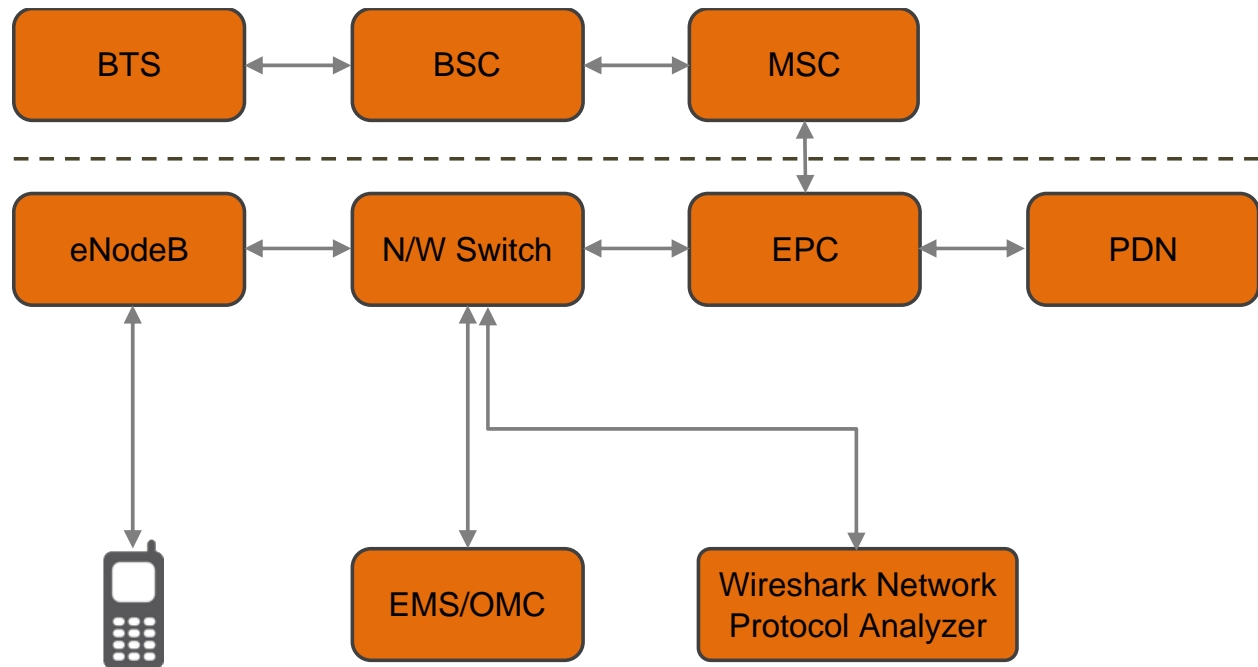 BTS
BSC
MSC
eNodeB
N/W Switch
EPC
PDN
EMS/OMC
Wireshark Network
Protocol Analyzer